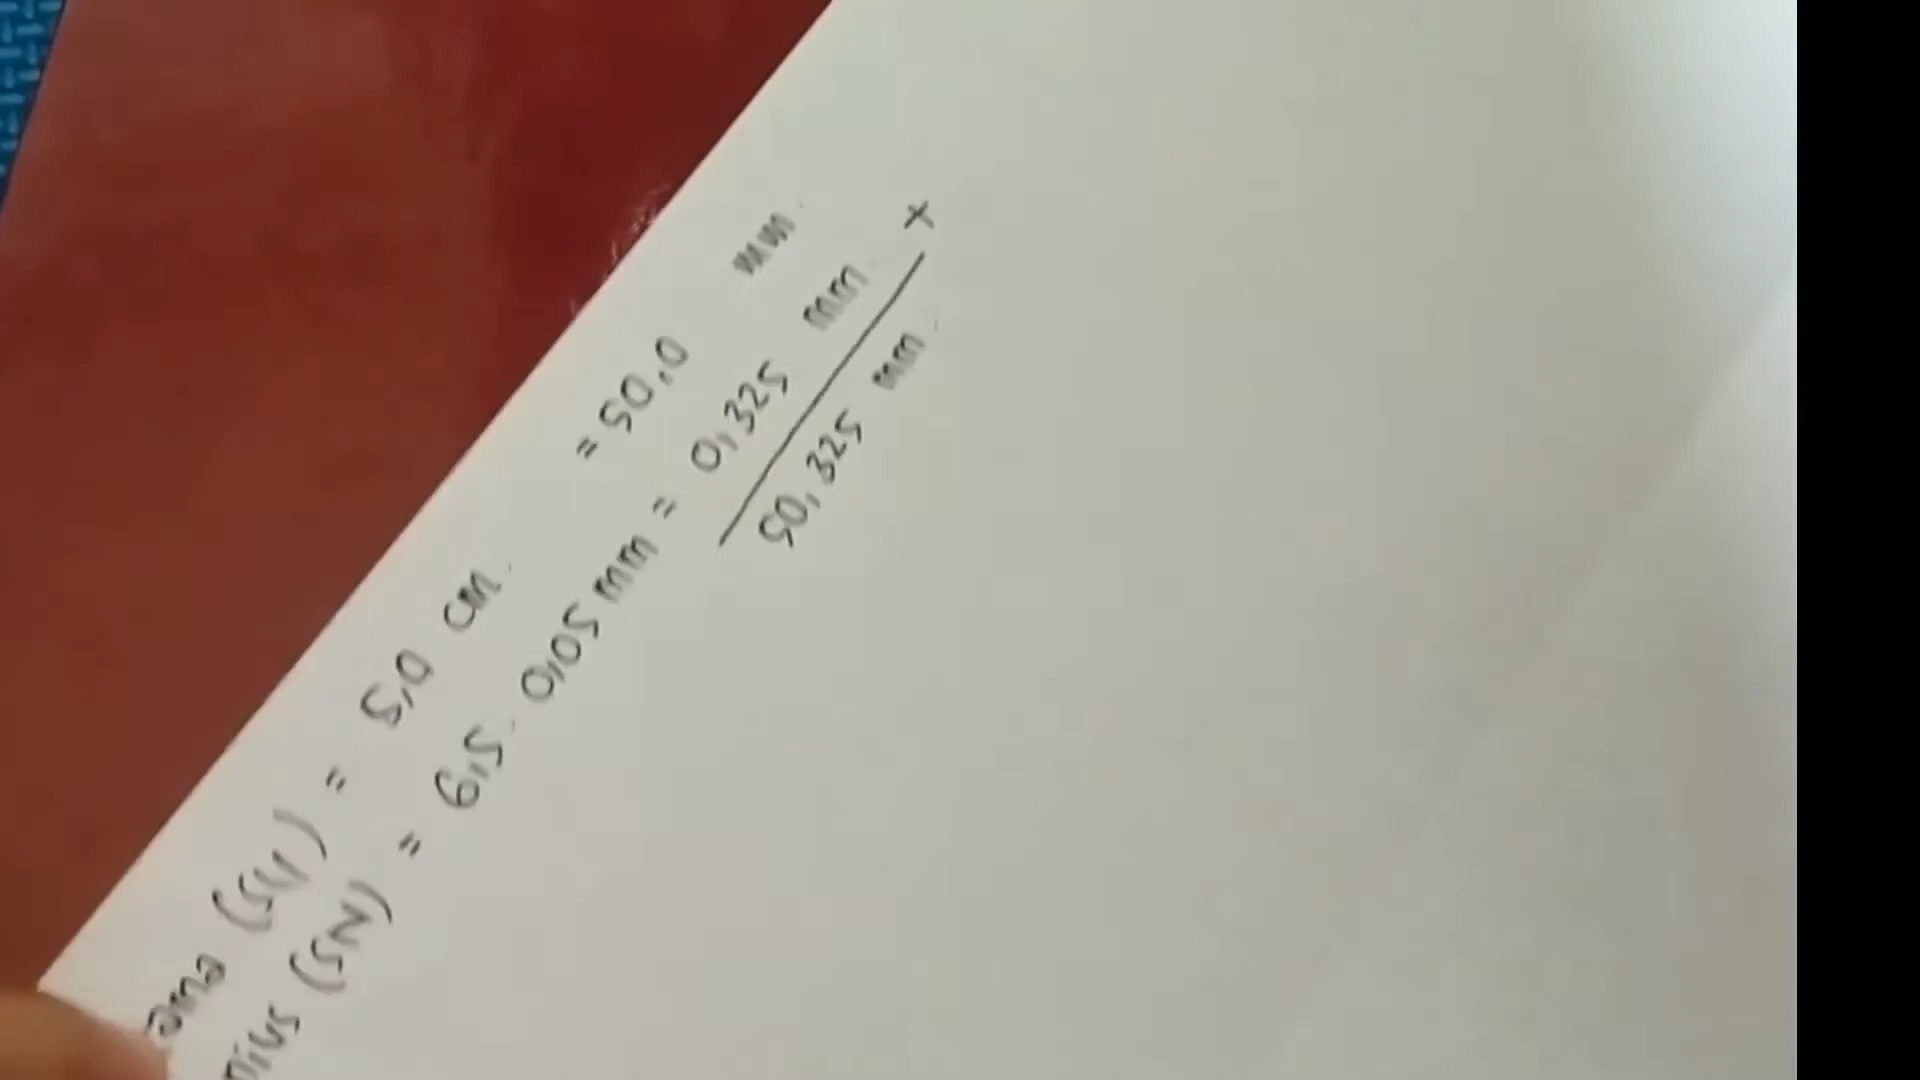 ama (SU) = 5,0 cm. = 50,0 mm.
nius (SN) = 6,5. 0,05 mm = 0,325 mm +
50,325 mm.